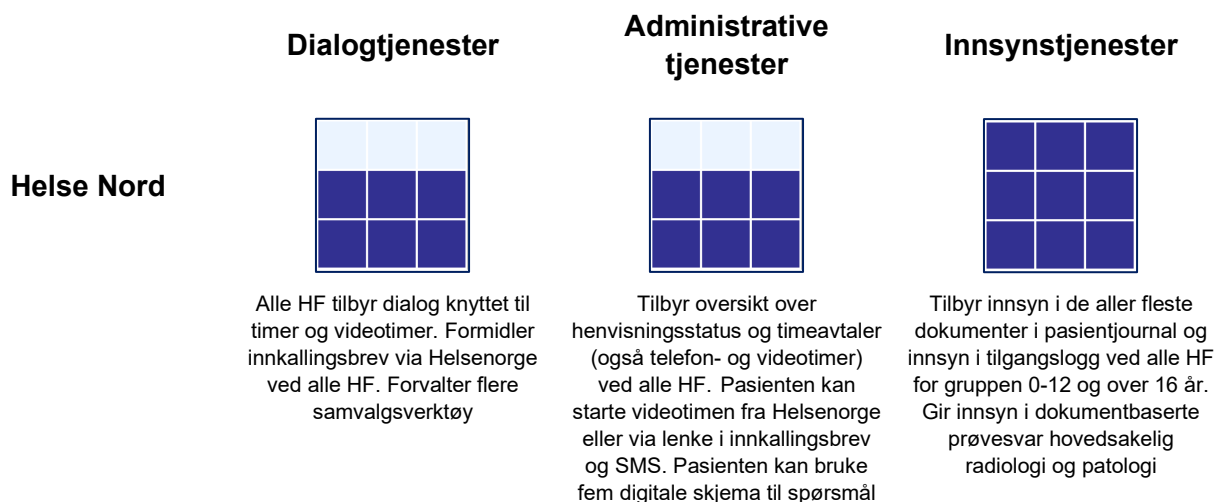 Dialogtjenester
Administrative
tjenester
Innsynstjenester
Helse Nord
Alle HF tilbyr dialog knyttet til
timer og videotimer. Formidler
innkallingsbrev via Helsenorge
ved alle HF. Forvalter flere
samvalgsverktøy
Tilbyr oversikt over
henvisningsstatus og timeavtaler
(også telefon- og videotimer)
ved alle HF. Pasienten kan
starte videotimen fra Helsenorge
eller via lenke i innkallingsbrev
og SMS. Pasienten kan bruke
fem digitale skjema til spørsmål
Tilbyr innsyn i de aller fleste
dokumenter i pasientjournal og
innsyn i tilgangslogg ved alle HF
for gruppen 0-12 og over 16 år.
Gir innsyn i dokumentbaserte
prøvesvar hovedsakelig
radiologi og patologi